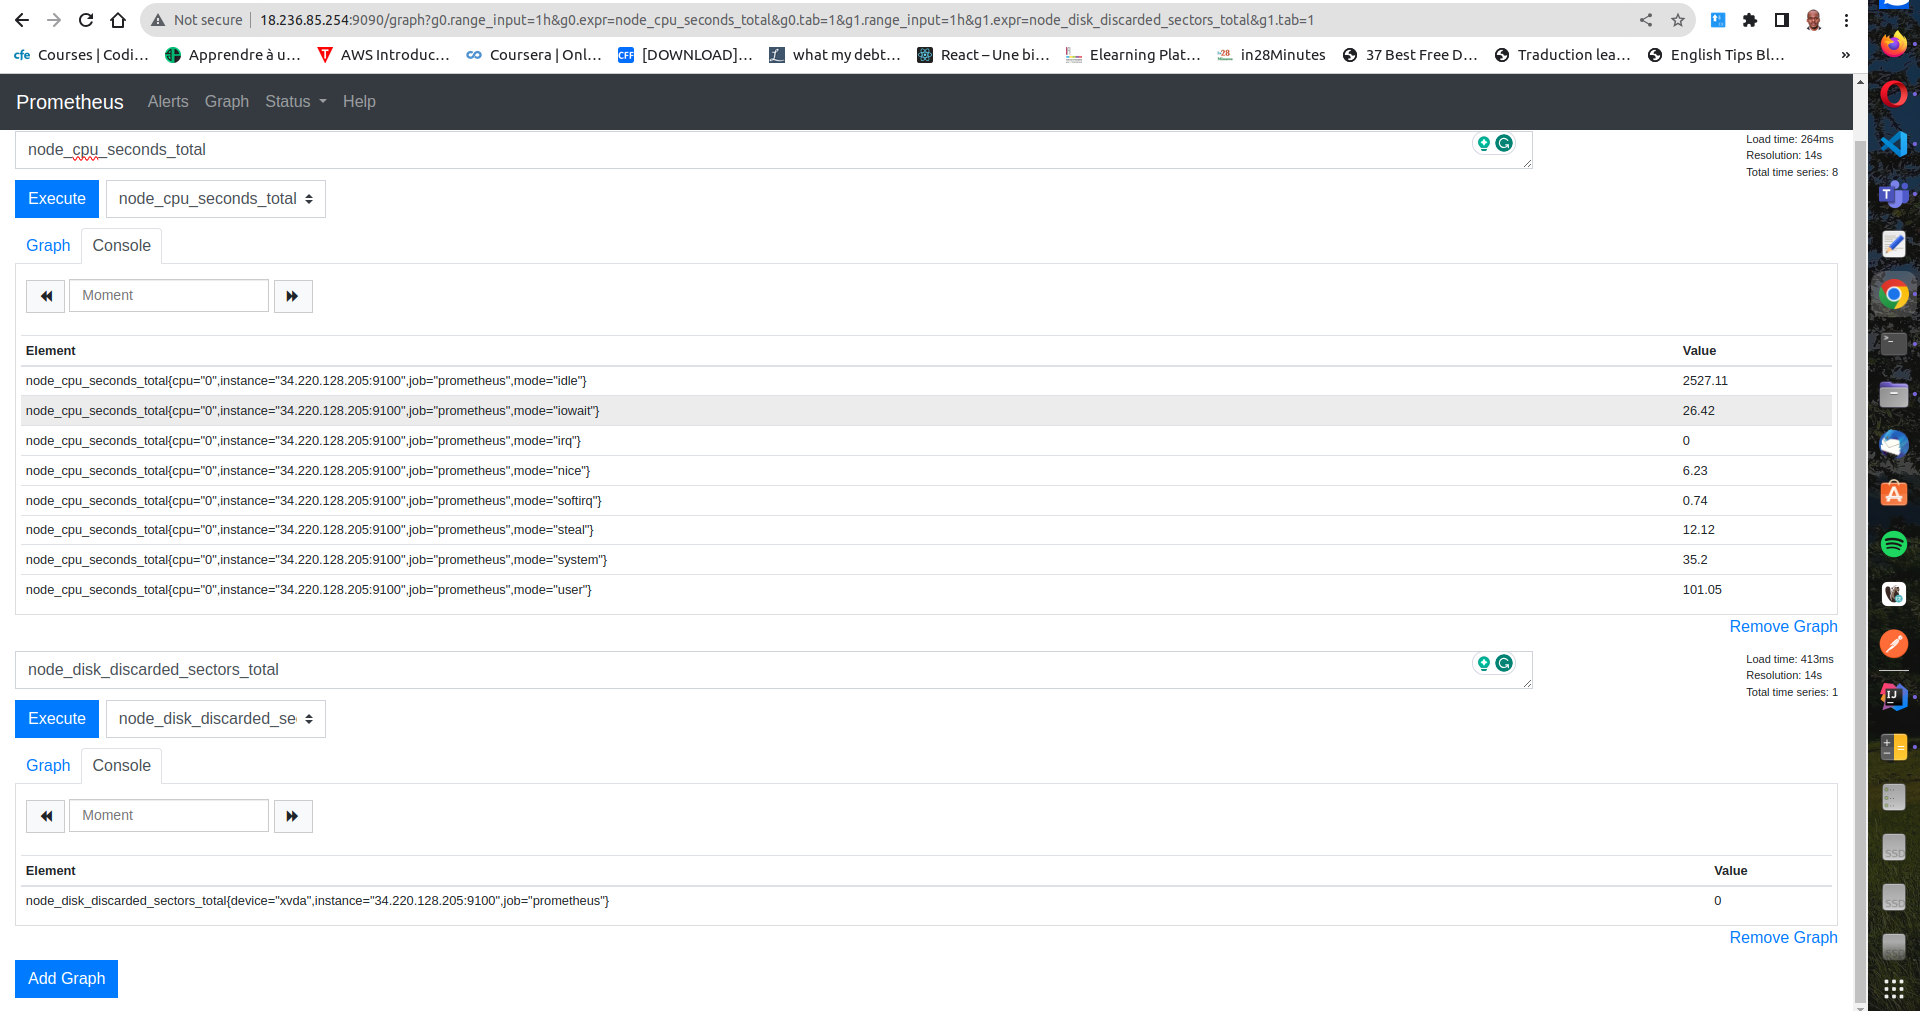 Not secure 18.236.85.254:9090/graph?g0.range_input=1h&g0.expr=node_cpu_seconds_total&g0.tab=1&g1.range_input=1h&g1.expr=node_disk_discarded_sectors_total&g1.tab=1
cfe Courses | Codi... Apprendre à u... AWS Introduc... Coursera | Onl... CFF [DOWNLOAD]... what my debt... React – Une bi... Elearning Plat... in28Minutes 37 Best Free D... Traduction lea... English Tips Bl... »
Prometheus Alerts Graph Status Help
node_cpu_seconds_total
Load time: 264ms
Resolution: 14s
Total time series: 8
Execute node_cpu_seconds_total
Graph Console
Moment
Element Value
node_cpu_seconds_total{cpu="0",instance="34.220.128.205:9100",job="prometheus",mode="idle"} 2527.11
node_cpu_seconds_total{cpu="0",instance="34.220.128.205:9100",job="prometheus",mode="iowait"} 26.42
node_cpu_seconds_total{cpu="0",instance="34.220.128.205:9100",job="prometheus",mode="irq"} 0
node_cpu_seconds_total{cpu="0",instance="34.220.128.205:9100",job="prometheus",mode="nice"} 6.23
node_cpu_seconds_total{cpu="0",instance="34.220.128.205:9100",job="prometheus",mode="softirq"} 0.74
node_cpu_seconds_total{cpu="0",instance="34.220.128.205:9100",job="prometheus",mode="steal"} 12.12
node_cpu_seconds_total{cpu="0",instance="34.220.128.205:9100",job="prometheus",mode="system"} 35.2
node_cpu_seconds_total{cpu="0",instance="34.220.128.205:9100",job="prometheus",mode="user"} 101.05
Remove Graph
node_disk_discarded_sectors_total
Load time: 413ms
Resolution: 14s
Total time series: 1
Execute node_disk_discarded_se
Graph Console
Moment
Element Value
node_disk_discarded_sectors_total{device="xvda",instance="34.220.128.205:9100",job="prometheus"} 0
Remove Graph
Add Graph
IJ
SSD
SSD